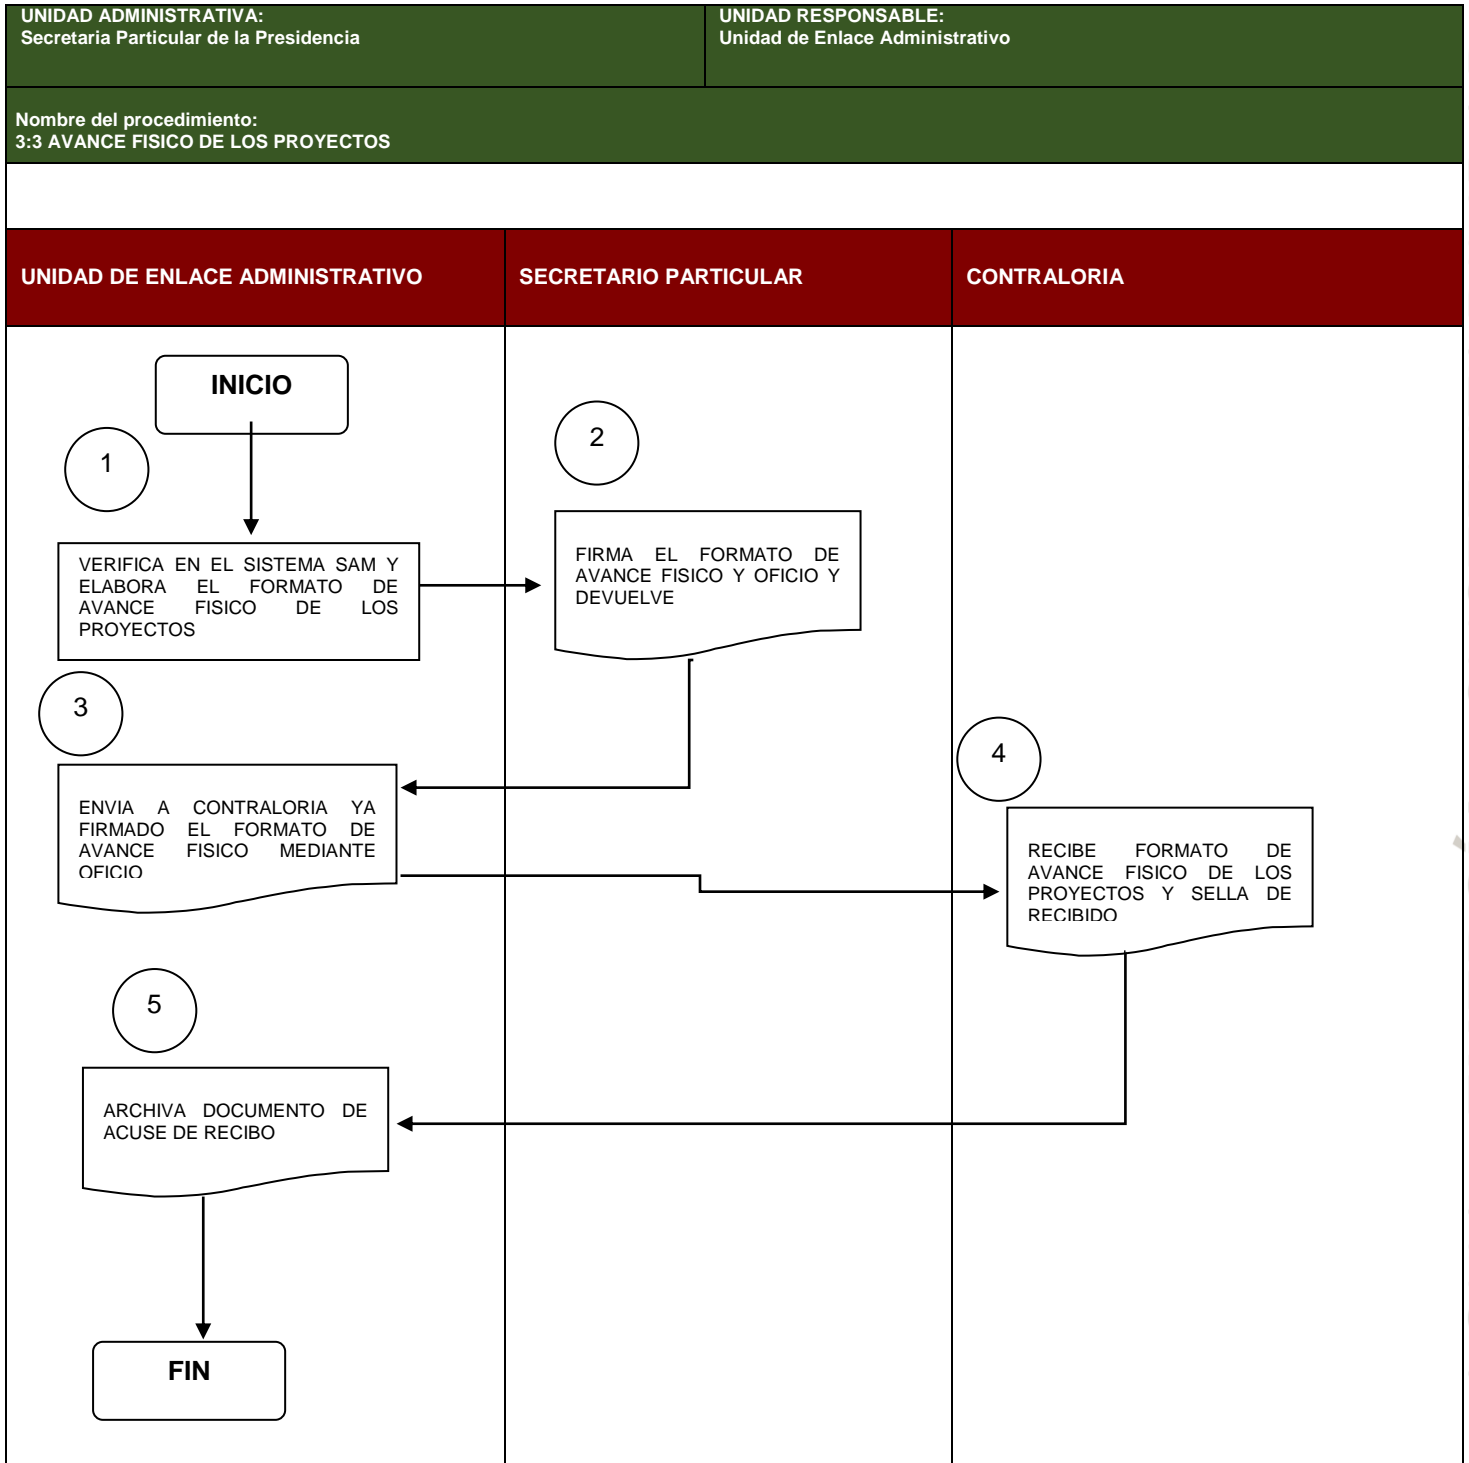 UNIDAD ADMINISTRATIVA:
Secretaria Particular de la Presidencia
UNIDAD RESPONSABLE:
Unidad de Enlace Administrativo
Nombre del procedimiento:
3:3 AVANCE FISICO DE LOS PROYECTOS
UNIDAD DE ENLACE ADMINISTRATIVO
SECRETARIO PARTICULAR
CONTRALORIA
INICIO
1
VERIFICA EN EL SISTEMA SAM Y
ELABORA EL FORMATO DE
AVANCE FISICO DE LOS
PROYECTOS
2
FIRMA EL FORMATO DE
AVANCE FISICO Y OFICIO Y
DEVUELVE
3
ENVIA A CONTRALORIA YA
FIRMADO EL FORMATO DE
AVANCE FISICO MEDIANTE
OFICIO
4
RECIBE FORMATO DE
AVANCE FISICO DE LOS
PROYECTOS Y SELLA DE
RECIBIDO
5
ARCHIVA DOCUMENTO DE
ACUSE DE RECIBO
FIN